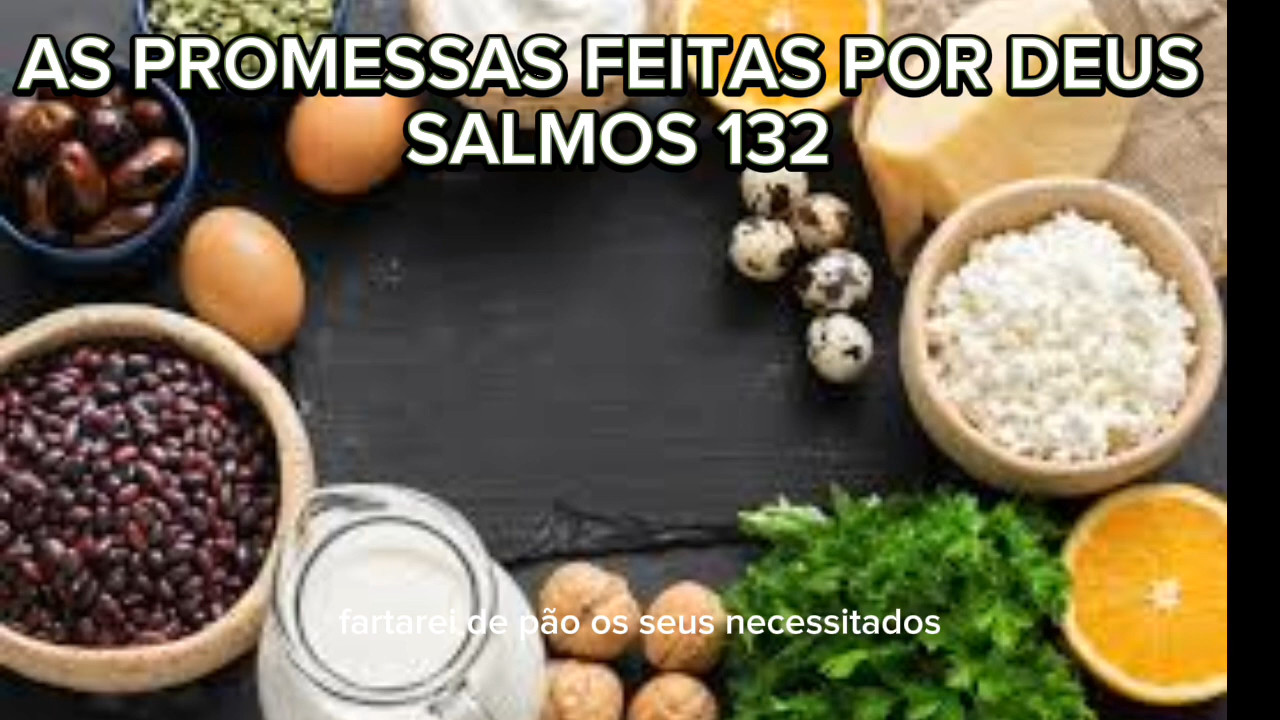 AS PROMESSAS FEITAS POR DEUS
SALMOS 132
fartarei de pão os seus necessitados